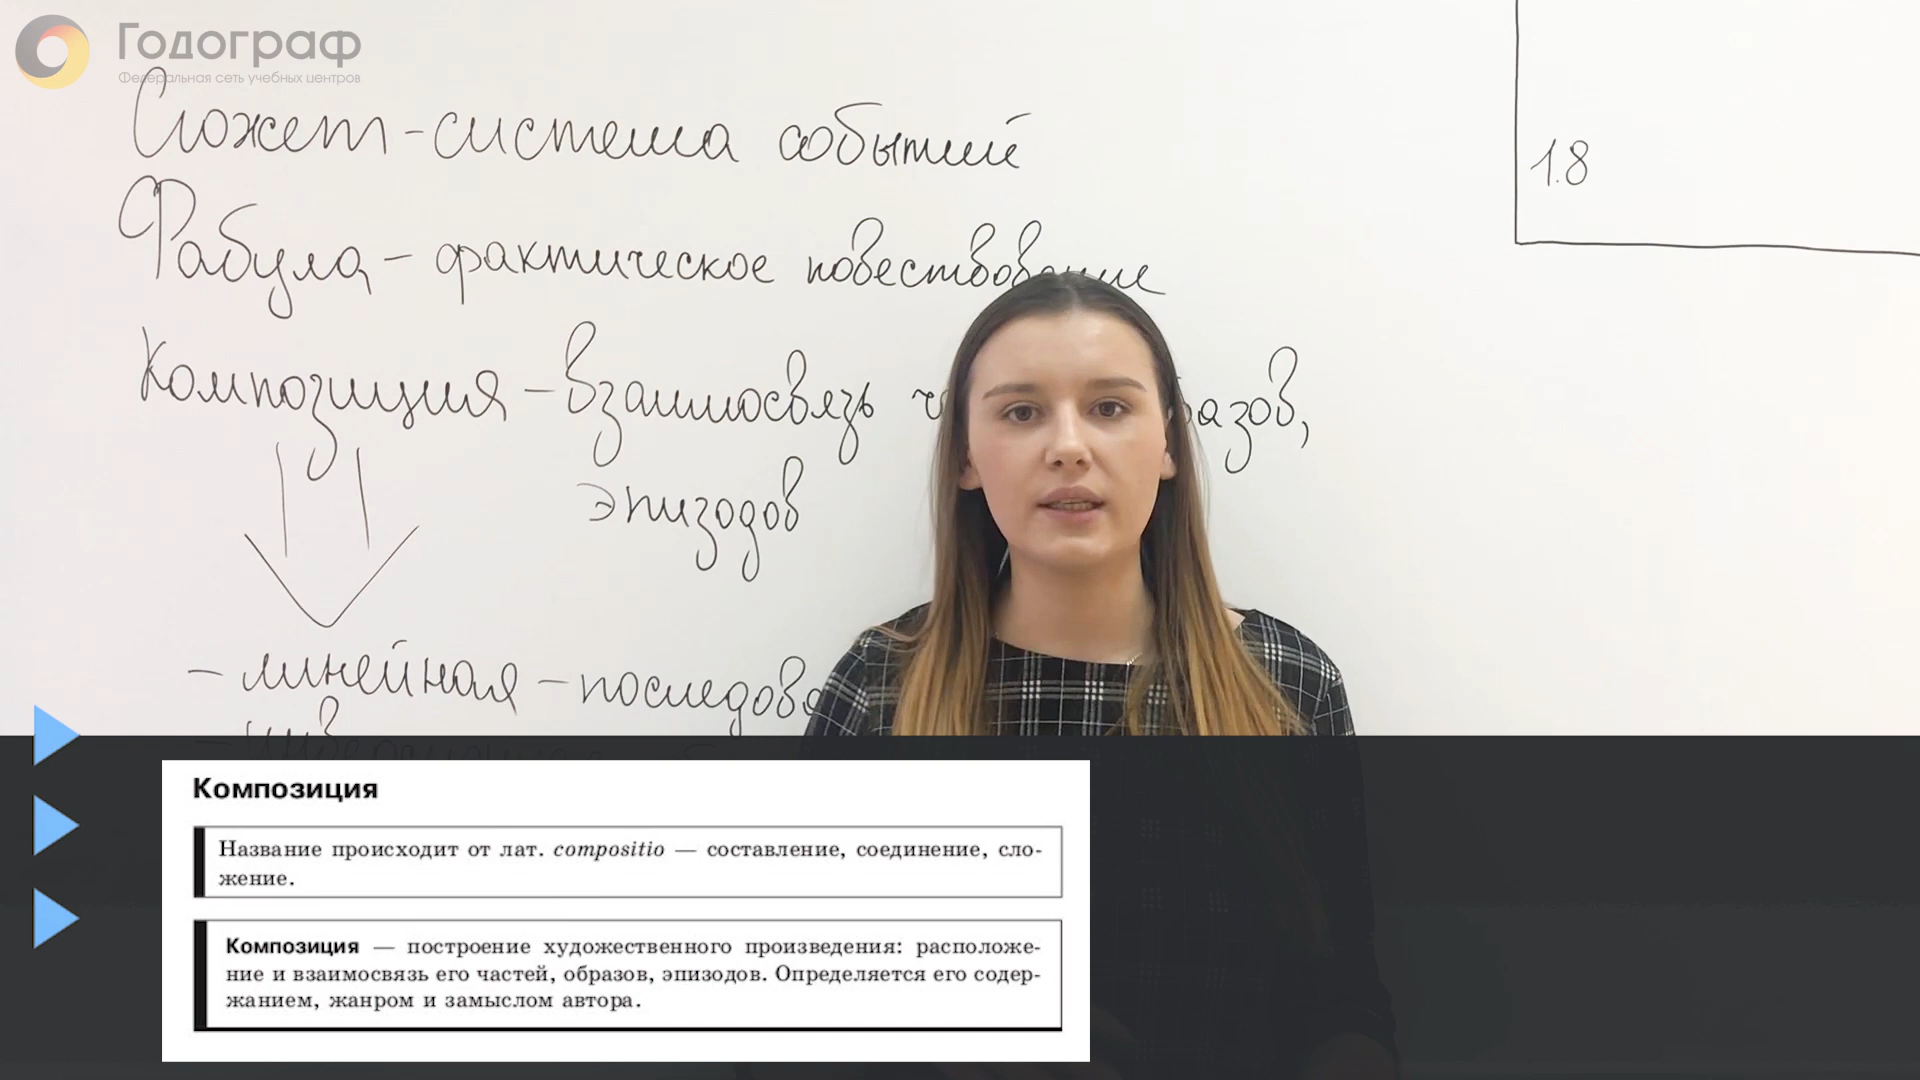 Годограф
Федеральная сеть учебных центров
Сюжет - система событий
1.8
Фабула - фактическое повествование
Композиция - взаимосвязь
эпизодов
- линейная -
Композиция
Название происходит от лат. compositio — составление, соединение, сло-
жение.
Композиция — построение художественного произведения: расположе-
ние и взаимосвязь его частей, образов, эпизодов. Определяется его содер-
жанием, жанром и замыслом автора.